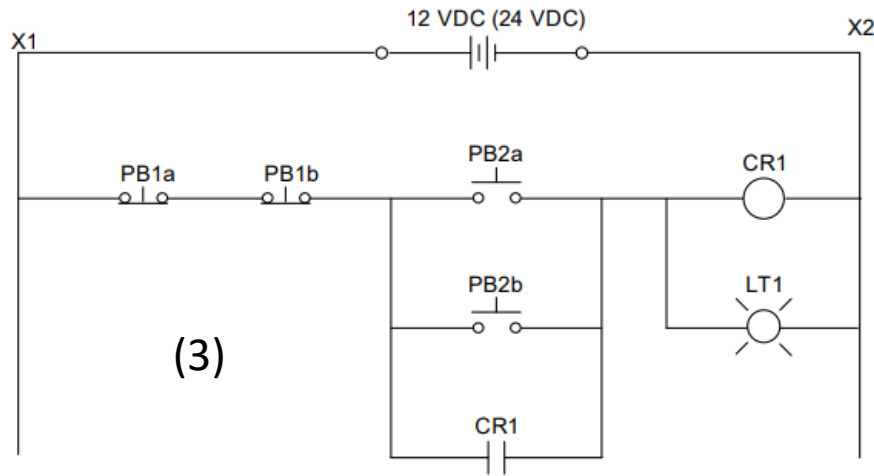 12 VDC (24 VDC)
X1
X2
PB1a
PB1b
PB2a
CR1
PB2b
LT1
(3)
CR1